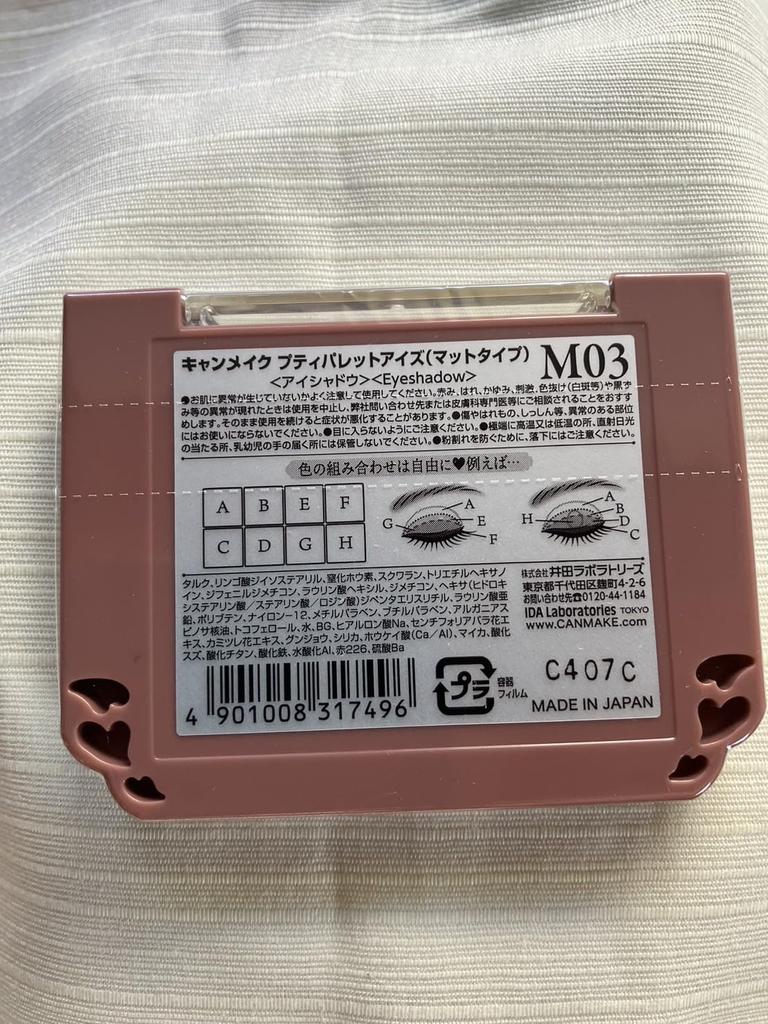 キャンメイク プティパレットアイズ(マットタイプ) M03
<アイシャドウ><Eyeshadow>
●お肌に異常が生じていないかよく注意して使用してください。赤み、はれ、かゆみ、刺激、色抜け(白斑等)や黒ず
み等の異常が現れたときは使用を中止し、弊社問い合わせ先または皮膚科専門医等にご相談されることをおすす
めします。そのまま使用を続けると症状が悪化することがあります。●傷やはれもの、しっしん等、異常のある部位
にはお使いにならないでください。●目に入らないようにご注意ください。●極端に高温又は低温の所、直射日光
の当たる所、乳幼児の手の届く所には保管しないでください。●粉割れを防ぐために、落下にはご注意ください。
色の組み合わせは自由に♥例えば…
A B E F
C D G H
A
G E
F
A
B
H D
C
タルク、リンゴ酸ジイソステアリル、窒化ホウ素、スクワラン、トリエチルヘキサノ
イン、ジフェニルジメチコン、ラウリン酸ヘキシル、ジメチコン、ヘキサ(ヒドロキ
システアリン酸/ステアリン酸/ロジン酸)ジペンタエリスリチル、ラウリン酸亜
鉛、ポリブテン、ナイロン-12、メチルパラベン、ブチルパラベン、アルガニアス
ピノサ核油、トコフェロール、水、BG、ヒアルロン酸Na、センチフォリアバラ花エ
キス、カミツレ花エキス、グンジョウ、シリカ、ホウケイ酸(Ca/Al)、マイカ、酸化
スズ、酸化チタン、酸化鉄、水酸化Al、赤226、硫酸Ba
株式会社 井田ラボラトリーズ
東京都千代田区麴町4-2-6
お問い合わせ先☎0120-44-1184
IDA Laboratories TOKYO
www.CANMAKE.com
4 901008 317496
プラ
容器
フィルム
C407C
MADE IN JAPAN